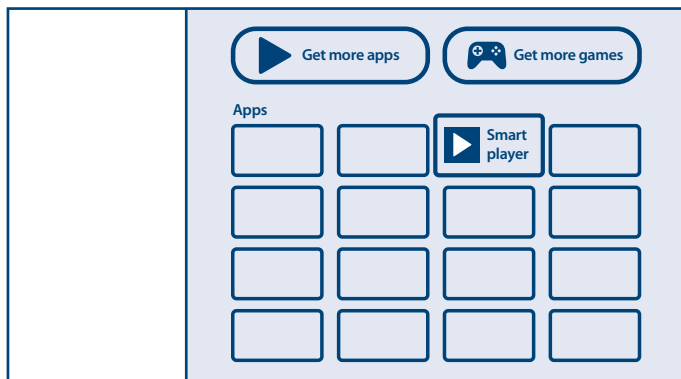 Get more apps
Get more games
Apps
Smart
player